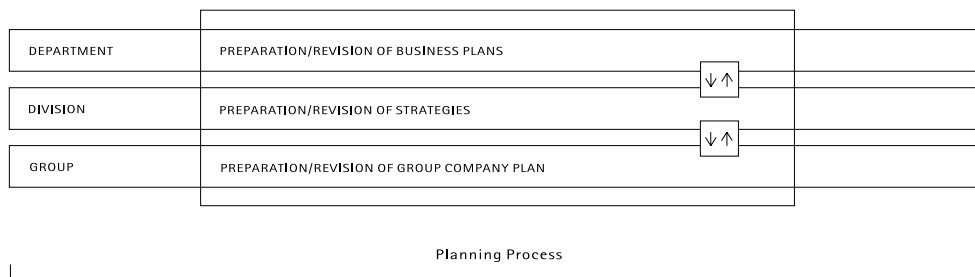 DEPARTMENT PREPARATION/REVISION OF BUSINESS PLANS
DIVISION PREPARATION/REVISION OF STRATEGIES
GROUP PREPARATION/REVISION OF GROUP COMPANY PLAN
Planning Process